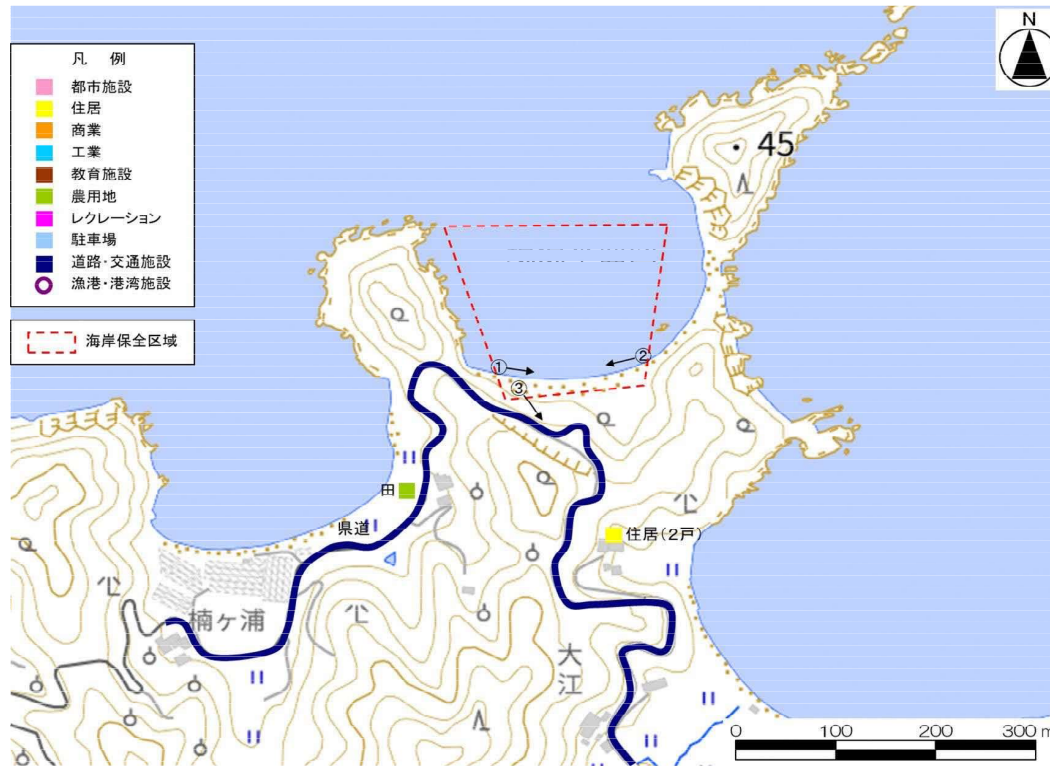 凡 例
都市施設
住居
商業
工業
教育施設
農用地
レクレーション
駐車場
道路・交通施設
漁港・港湾施設
海岸保全区域
N
45
①
②
③
田
県道
住居(2戸)
楠ヶ浦
大江
0 100 200 300 m